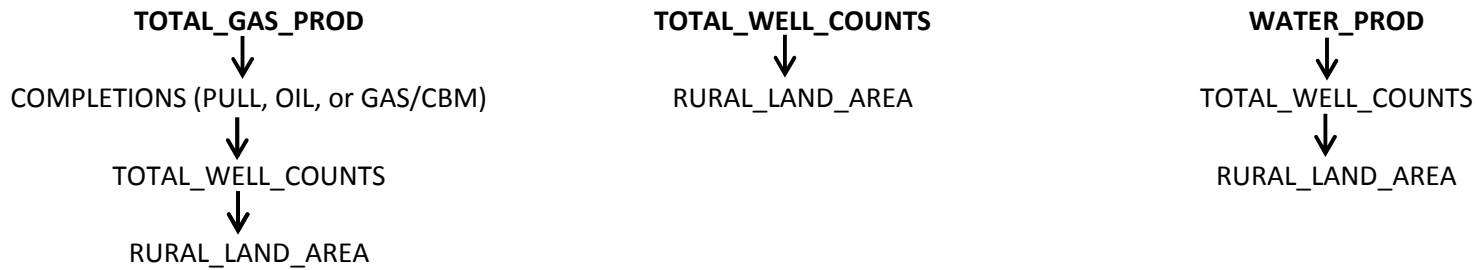 TOTAL_GAS_PROD
COMPLETIONS (PULL, OIL, or GAS/CBM)
TOTAL_WELL_COUNTS
RURAL_LAND_AREA
TOTAL_WELL_COUNTS
RURAL_LAND_AREA
WATER_PROD
TOTAL_WELL_COUNTS
RURAL_LAND_AREA